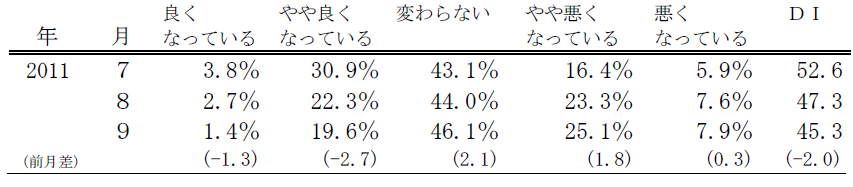 良く やや良く 変わらない やや悪く 悪く ＤＩ
年 月 なっている なっている なっている なっている
2011 7 3.8% 30.9% 43.1% 16.4% 5.9% 52.6
8 2.7% 22.3% 44.0% 23.3% 7.6% 47.3
9 1.4% 19.6% 46.1% 25.1% 7.9% 45.3
(前月差) (-1.3) (-2.7) (2.1) (1.8) (0.3) (-2.0)